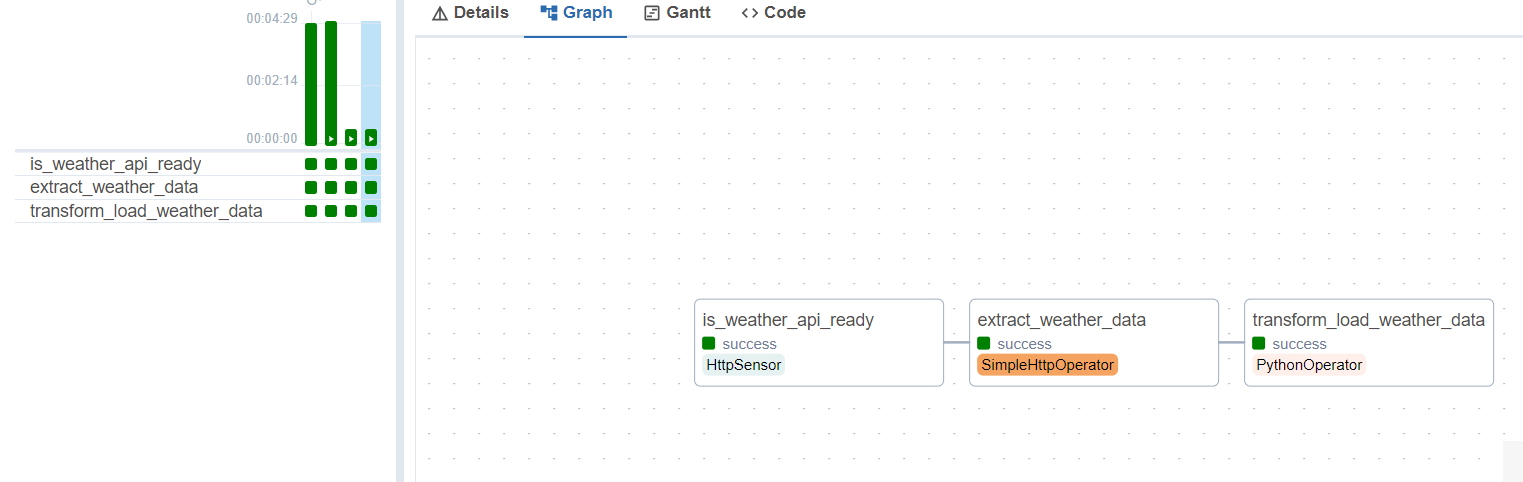 Details Graph Gantt Code
00:04:29
00:02:14
00:00:00
is_weather_api_ready
extract_weather_data
transform_load_weather_data
is_weather_api_ready
success
HttpSensor
extract_weather_data
success
SimpleHttpOperator
transform_load_weather_data
success
PythonOperator